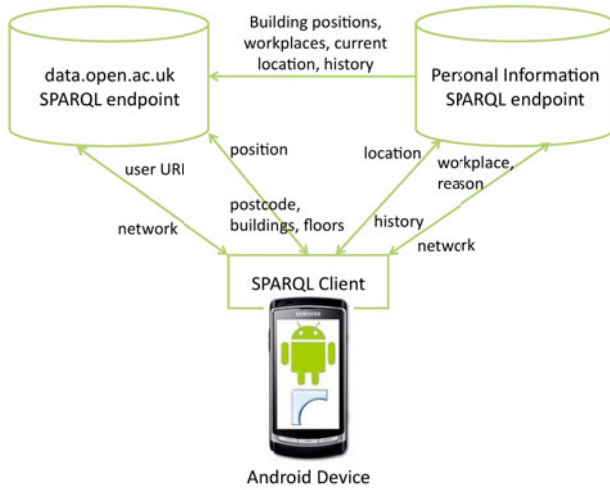 Building positions,
workplaces, current
location, history
data.open.ac.uk
SPARQL endpoint
Personal Information
SPARQL endpoint
user URI
position
location
workplace,
reason
postcode,
buildings, floors
history
network
netwcrk
SPARQL Client
SAMSUNG
Android Device